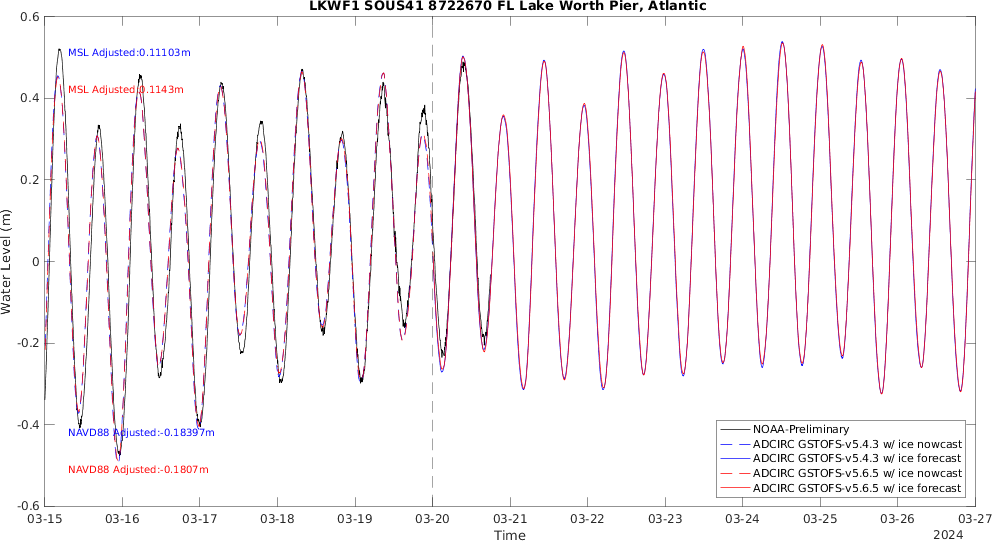 LKWF1 SOUS41 8722670 FL Lake Worth Pier, Atlantic
Water Level (m)
0.6
0.4
0.2
0
-0.2
-0.4
-0.6
MSL Adjusted:0.11103m
MSL Adjusted:0.1143m
NAVD88 Adjusted:-0.18397m
NAVD88 Adjusted:-0.1807m
NOAA-Preliminary
ADCIRC GSTOFS-v5.4.3 w/ ice nowcast
ADCIRC GSTOFS-v5.4.3 w/ ice forecast
ADCIRC GSTOFS-v5.6.5 w/ ice nowcast
ADCIRC GSTOFS-v5.6.5 w/ ice forecast
03-15 03-16 03-17 03-18 03-19 03-20 03-21 03-22 03-23 03-24 03-25 03-26 03-27
Time
2024